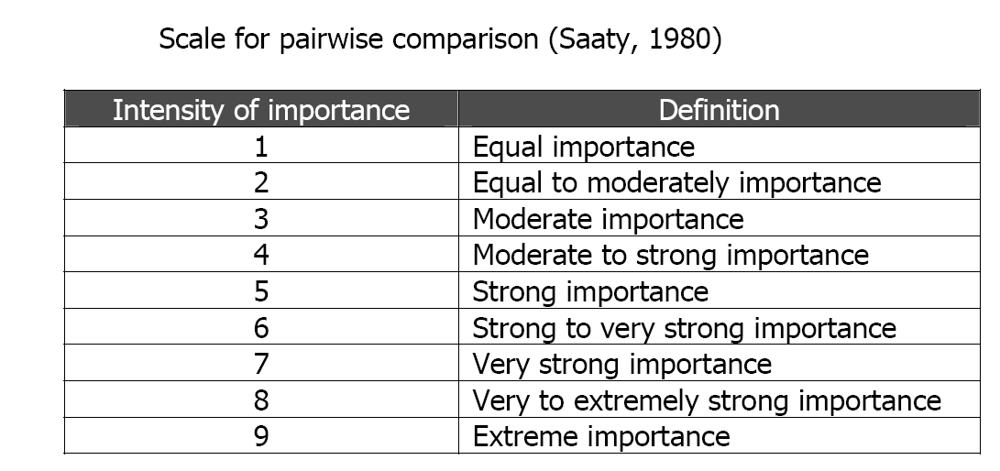 Scale for pairwise comparison (Saaty, 1980)
Intensity of importance Definition
1 Equal importance
2 Equal to moderately importance
3 Moderate importance
4 Moderate to strong importance
5 Strong importance
6 Strong to very strong importance
7 Very strong importance
8 Very to extremely strong importance
9 Extreme importance